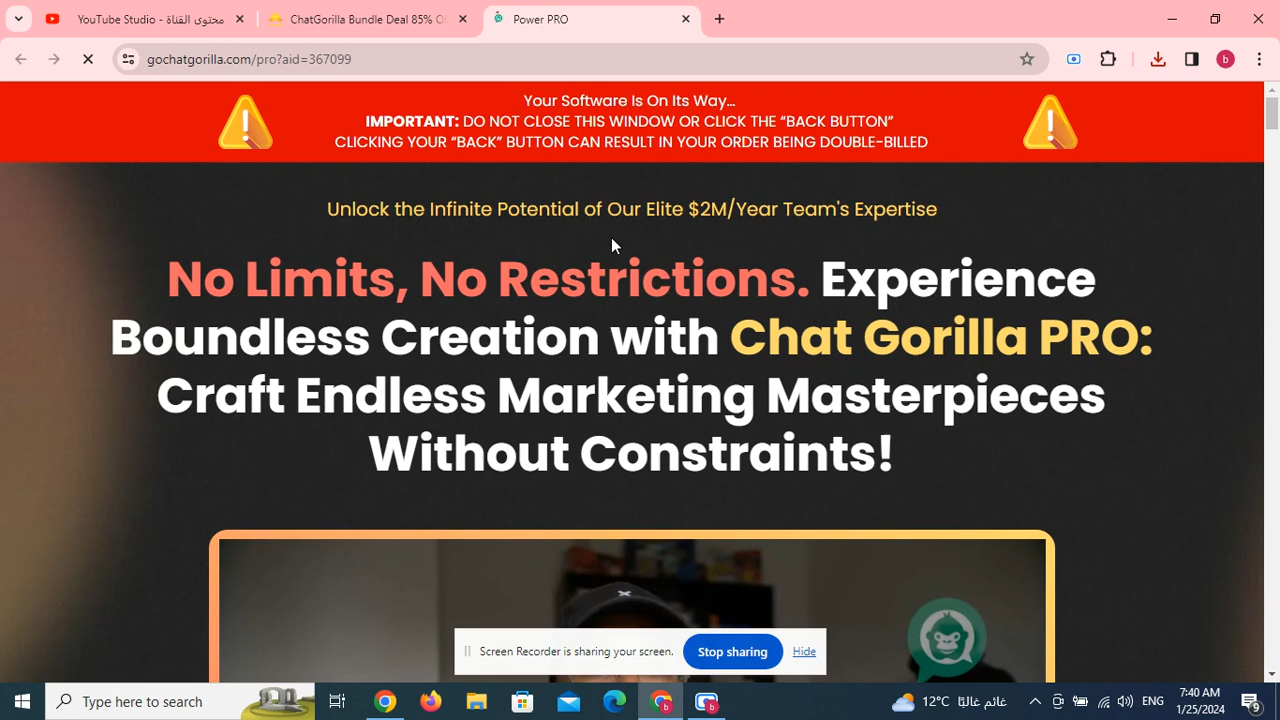 YouTube Studio - محتوى القناة
ChatGorilla Bundle Deal 85% O
Power PRO
gochatgorilla.com/pro?aid=367099
b
Your Software Is On Its Way...
IMPORTANT: DO NOT CLOSE THIS WINDOW OR CLICK THE “BACK BUTTON”
CLICKING YOUR “BACK” BUTTON CAN RESULT IN YOUR ORDER BEING DOUBLE-BILLED
Unlock the Infinite Potential of Our Elite $2M/Year Team's Expertise
No Limits, No Restrictions. Experience
Boundless Creation with Chat Gorilla PRO:
Craft Endless Marketing Masterpieces
Without Constraints!
Screen Recorder is sharing your screen.
Stop sharing
Hide
Type here to search
12°C غائم غالبًا
ENG
7:40 AM
1/25/2024
9